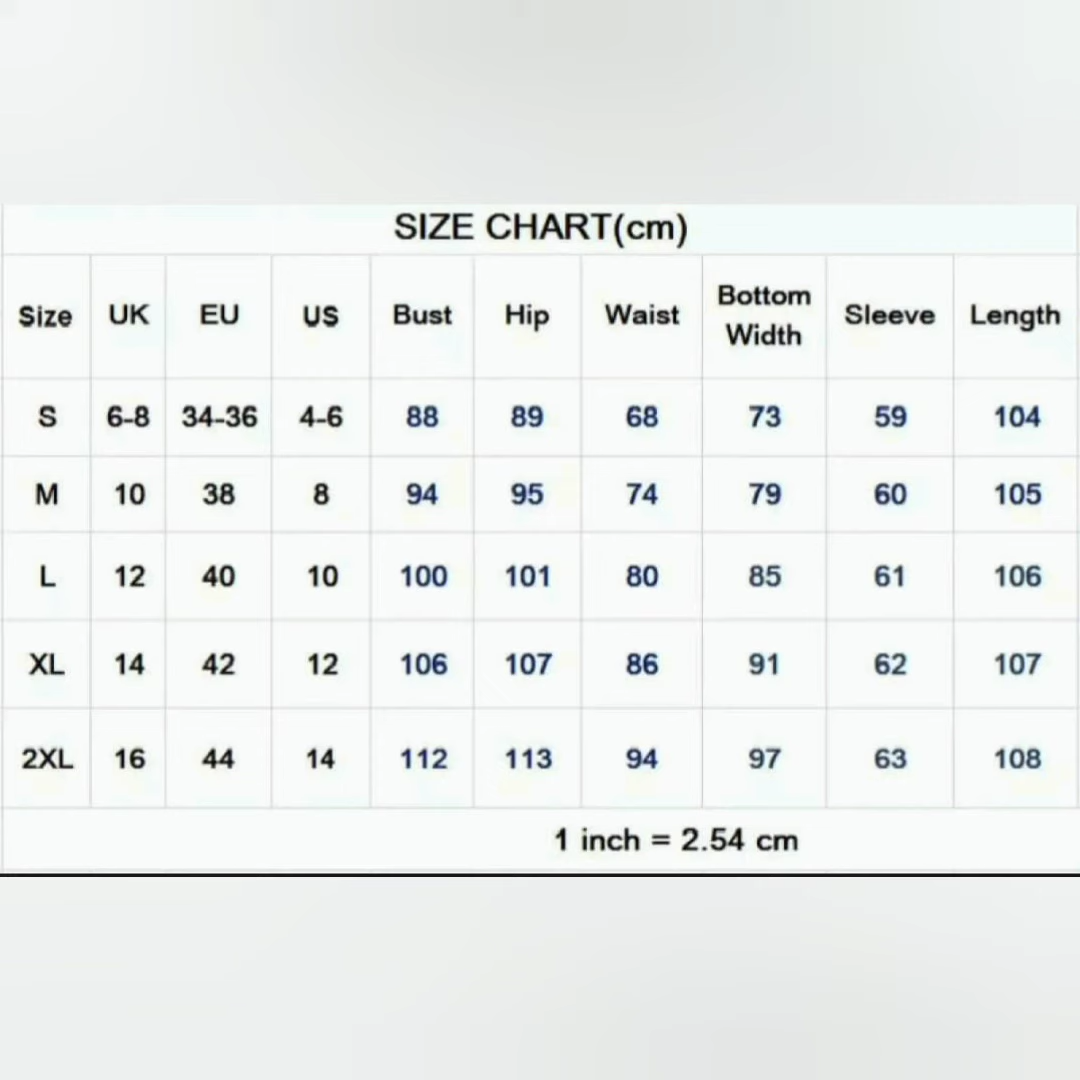 SIZE CHART(cm)
Size UK EU US Bust Hip Waist Bottom Width Sleeve Length
S 6-8 34-36 4-6 88 89 68 73 59 104
M 10 38 8 94 95 74 79 60 105
L 12 40 10 100 101 80 85 61 106
XL 14 42 12 106 107 86 91 62 107
2XL 16 44 14 112 113 94 97 63 108
1 inch = 2.54 cm